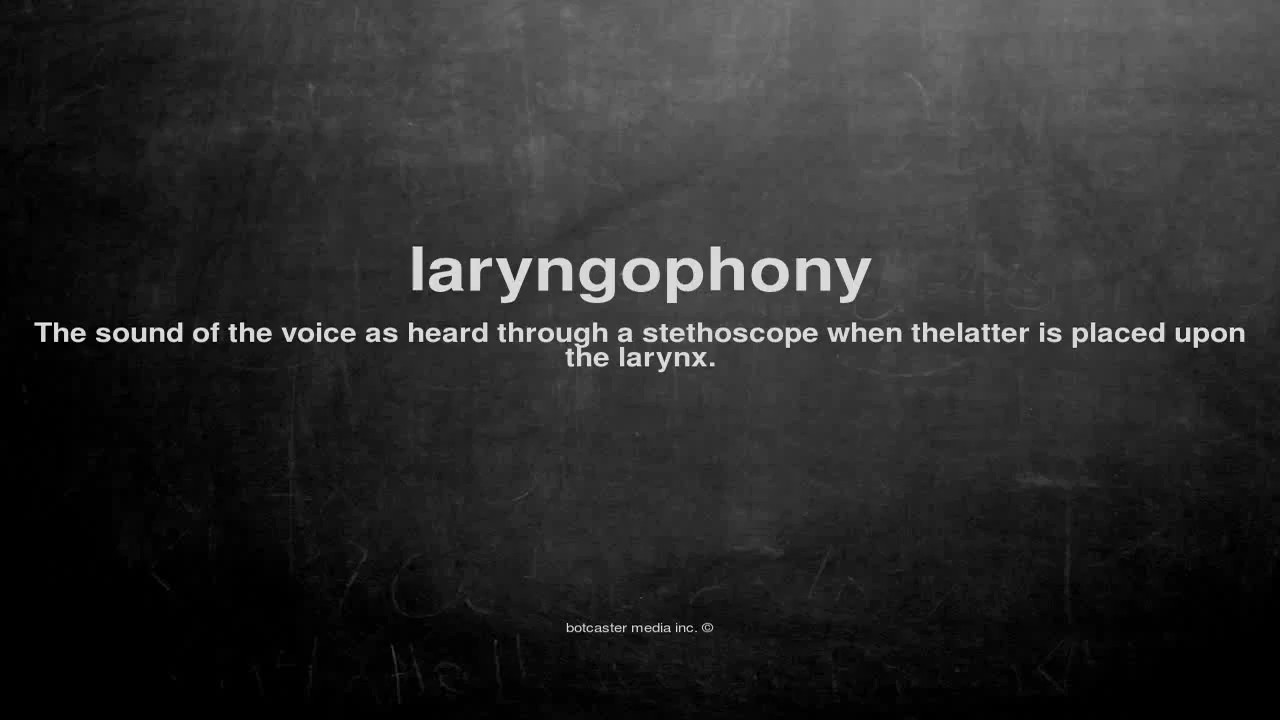 laryngophony
The sound of the voice as heard through a stethoscope when thelatter is placed upon
the larynx.
botcaster media inc. ©